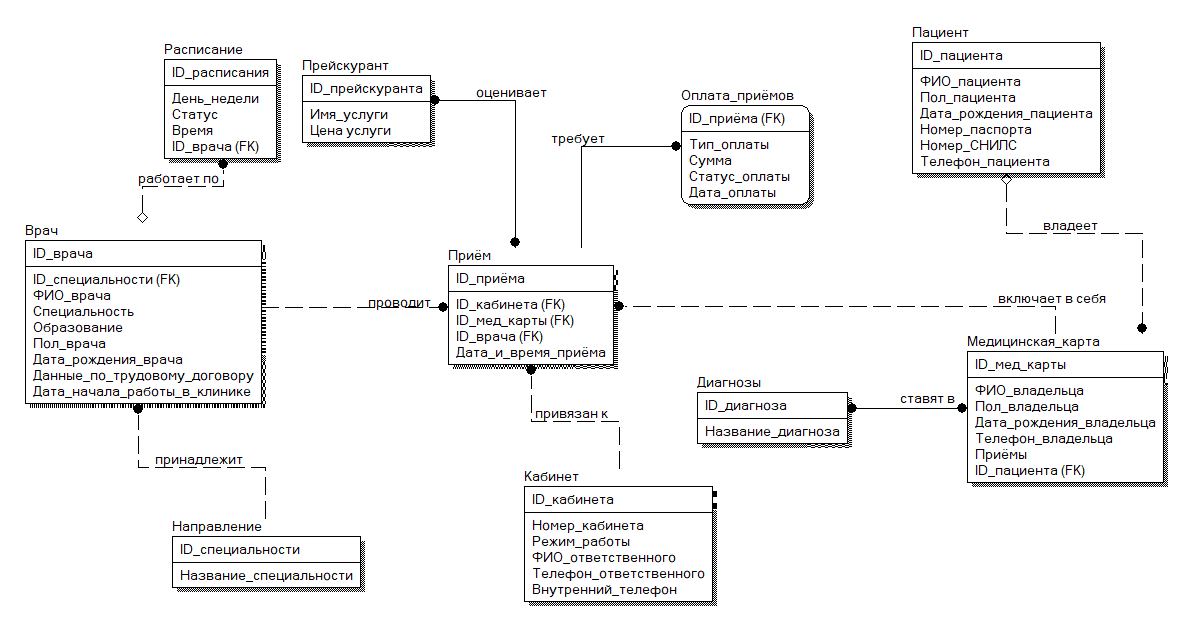 Расписание
ID_расписания
День_недели
Статус
Время
ID_врача (FK)
Прейскурант
ID_прейскуранта
Имя_услуги
Цена услуги
оценивает
Оплата_приёмов
ID_приёма (FK)
Тип_оплаты
Сумма
Статус_оплаты
Дата_оплаты
требует
Пациент
ID_пациента
ФИО_пациента
Пол_пациента
Дата_рождения_пациента
Номер_паспорта
Номер_СНИЛС
Телефон_пациента
работает по
владеет
Врач
ID_врача
ID_специальности (FK)
ФИО_врача
Специальность
Образование
Пол_врача
Дата_рождения_врача
Данные_по_трудовому_договору
Дата_начала_работы_в_клинике
проводит
Приём
ID_приёма
ID_кабинета (FK)
ID_мед_карты (FK)
ID_врача (FK)
Дата_и_время_приёма
включает в себя
Медицинская_карта
ID_мед_карты
ФИО_владельца
Пол_владельца
Дата_рождения_владельца
Телефон_владельца
Приёмы
ID_пациента (FK)
Диагнозы
ID_диагноза
Название_диагноза
ставят в
привязан к
принадлежит
Кабинет
ID_кабинета
Номер_кабинета
Режим_работы
ФИО_ответственного
Телефон_ответственного
Внутренний_телефон
Направление
ID_специальности
Название_специальности